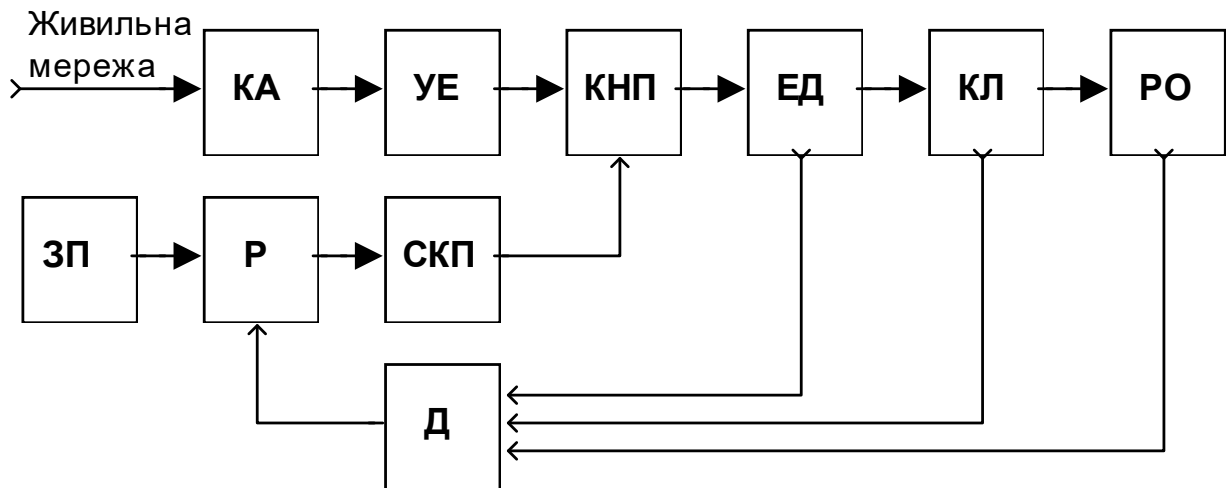 Живильна
мережа
КА
УЕ
КНП
ЕД
КЛ
РО
ЗП
Р
СКП
Д